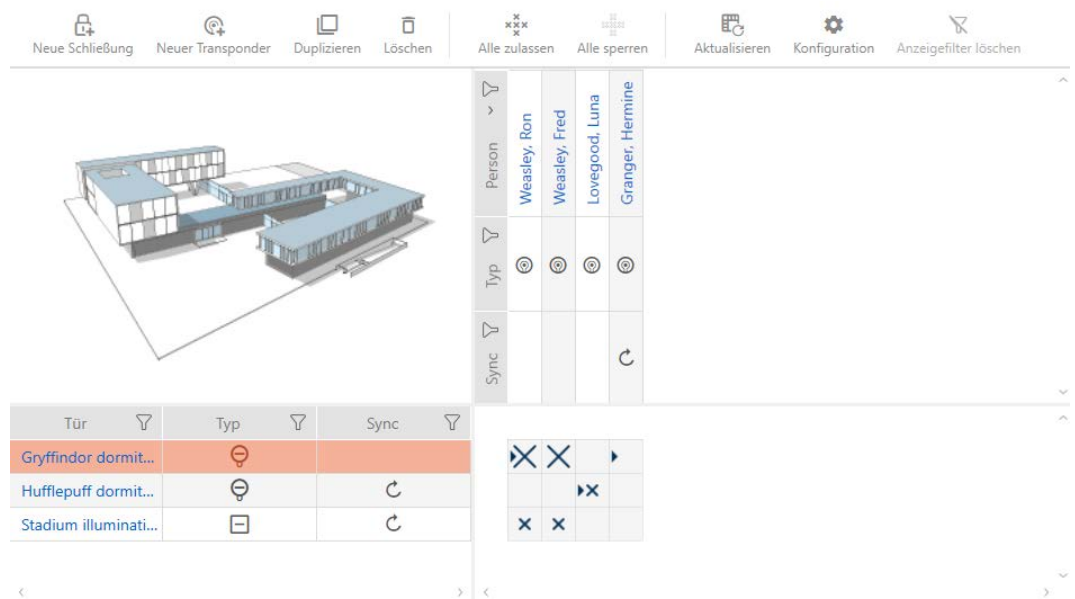 Neue Schließung Neuer Transponder Duplizieren Löschen Alle zulassen Alle sperren Aktualisieren Konfiguration Anzeigefilter löschen
Person
Weasley, Ron
Weasley, Fred
Lovegood, Luna
Granger, Hermine
Typ
Sync
Tür Typ Sync
Gryffindor dormit...
Hufflepuff dormit...
Stadium illuminati...